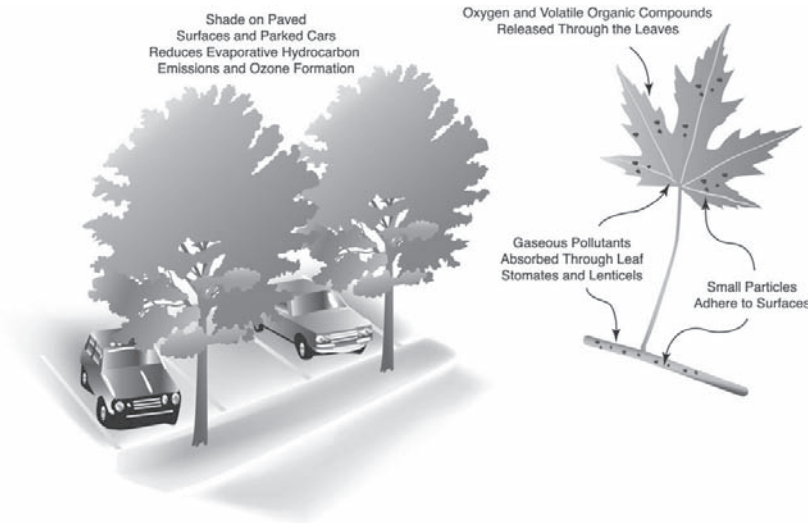 Shade on Paved
Surfaces and Parked Cars
Reduces Evaporative Hydrocarbon
Emissions and Ozone Formation
Oxygen and Volatile Organic Compounds
Released Through the Leaves
Gaseous Pollutants
Absorbed Through Leaf
Stomates and Lenticels
Small Particles
Adhere to Surfaces